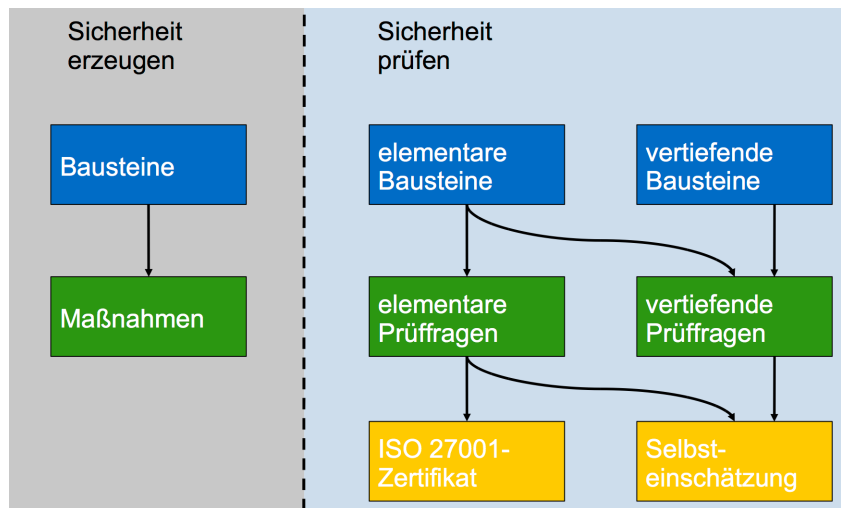 Sicherheit
erzeugen
Sicherheit
prüfen
Bausteine
elementare
Bausteine
vertiefende
Bausteine
Maßnahmen
elementare
Prüffragen
vertiefende
Prüffragen
ISO 27001-
Zertifikat
Selbst-
einschätzung